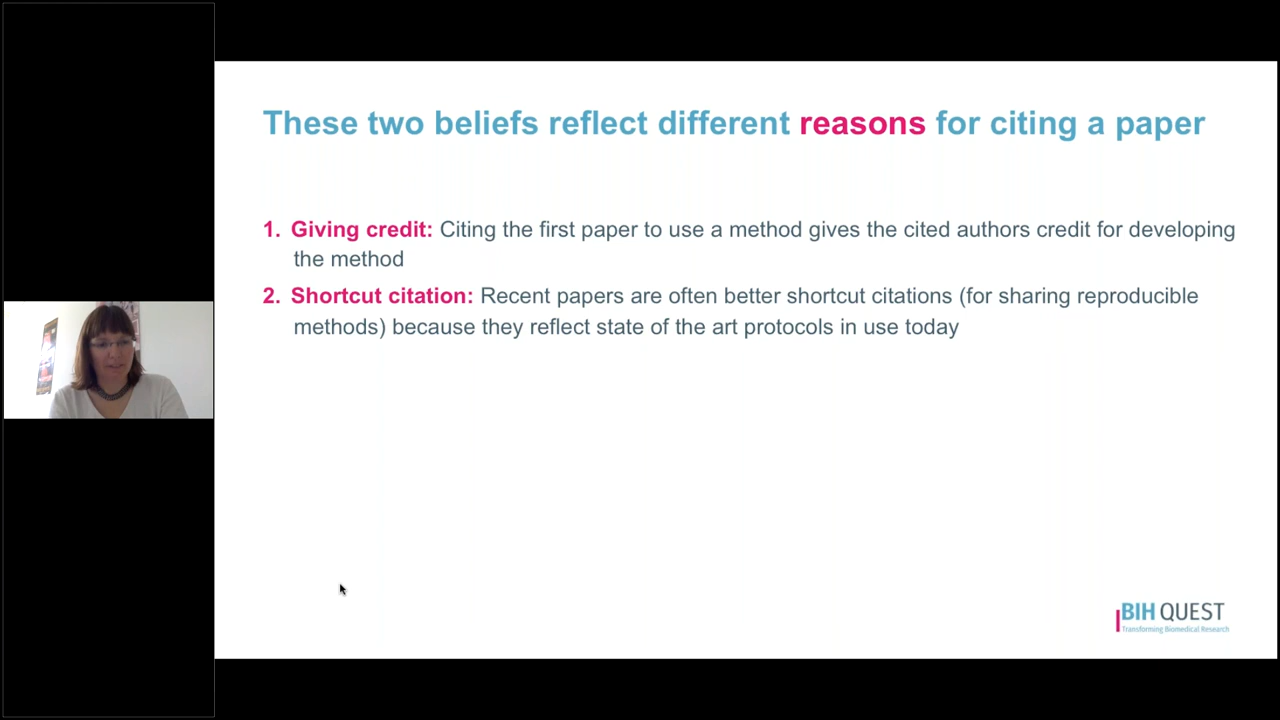 These two beliefs reflect different reasons for citing a paper
1. Giving credit: Citing the first paper to use a method gives the cited authors credit for developing
the method
2. Shortcut citation: Recent papers are often better shortcut citations (for sharing reproducible
methods) because they reflect state of the art protocols in use today
BIH QUEST
Transforming Biomedical Research